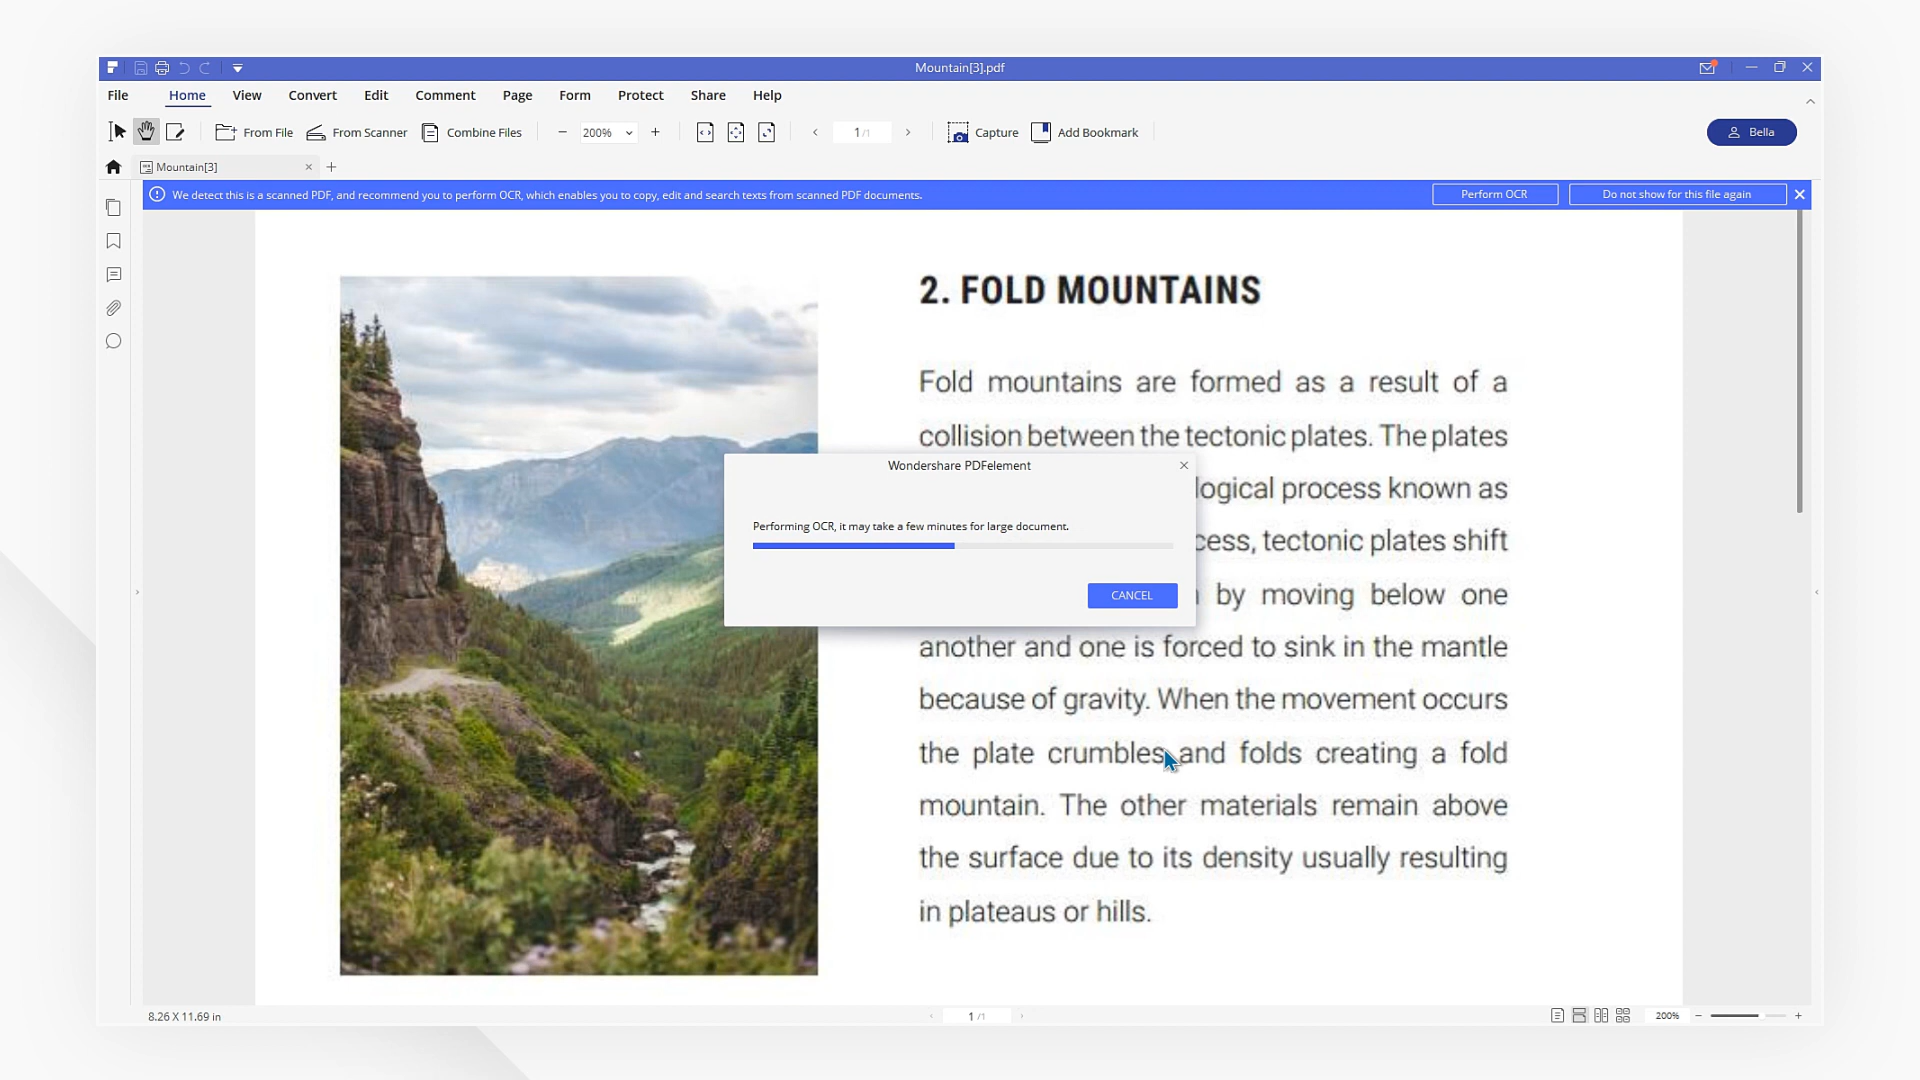 Mountain[3].pdf
File Home View Convert Edit Comment Page Form Protect Share Help
From File From Scanner Combine Files 200% 1 /1 Capture Add Bookmark Bella
Mountain[3]
We detect this is a scanned PDF, and recommend you to perform OCR, which enables you to copy, edit and search texts from scanned PDF documents. Perform OCR Do not show for this file again
2. FOLD MOUNTAINS
Fold mountains are formed as a result of a
collision between the tectonic plates. The plates
logical process known as
cess, tectonic plates shift
by moving below one
another and one is forced to sink in the mantle
because of gravity. When the movement occurs
the plate crumbles and folds creating a fold
mountain. The other materials remain above
the surface due to its density usually resulting
in plateaus or hills.
Wondershare PDFelement
Performing OCR, it may take a few minutes for large document.
CANCEL
8.26 X 11.69 in 1 /1 200%